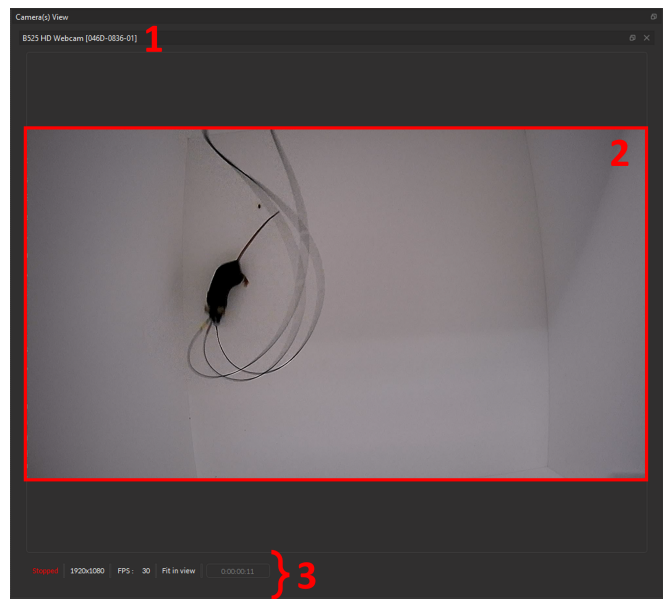 Camera(s) View
B525 HD Webcam [046D-0836-01]
1
2
Stopped 1920x1080 FPS : 30 Fit in view 0:00:00:11
3